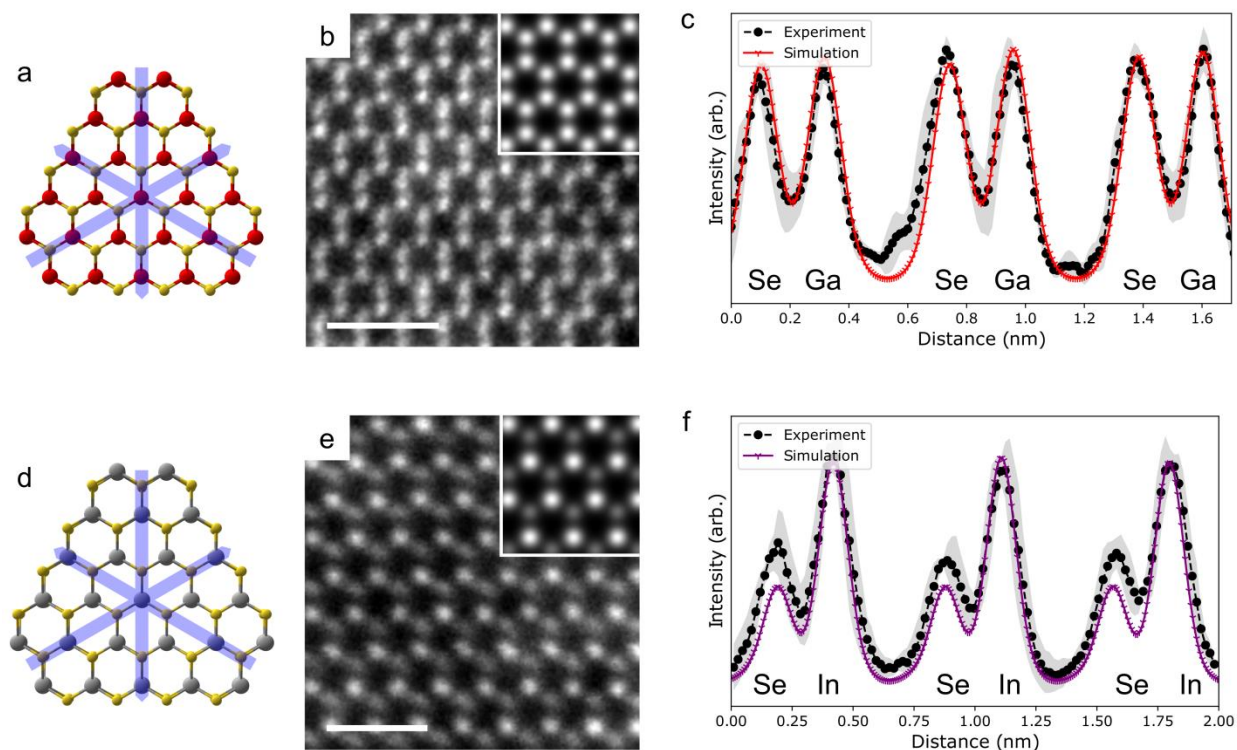 a
b
c
Experiment
Simulation
Intensity (arb.)
Se Ga Se Ga Se Ga
0.0 0.2 0.4 0.6 0.8 1.0 1.2 1.4 1.6
Distance (nm)
d
e
f
Experiment
Simulation
Intensity (arb.)
Se In Se In Se In
0.00 0.25 0.50 0.75 1.00 1.25 1.50 1.75 2.00
Distance (nm)